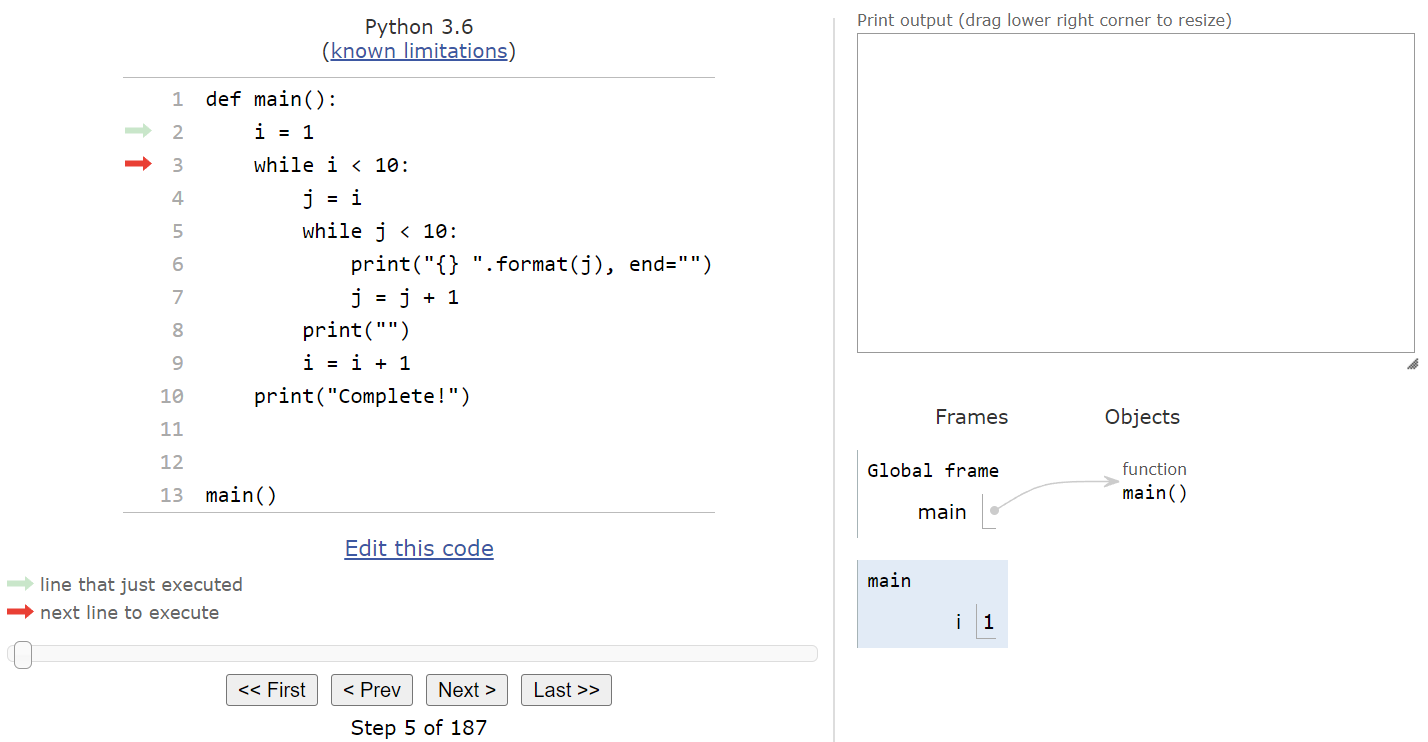 Python 3.6
(known limitations)
1 def main():
2     i = 1
3     while i < 10:
4         j = i
5         while j < 10:
6             print("{} ".format(j), end="")
7             j = j + 1
8         print("")
9         i = i + 1
10     print("Complete!")
11
12
13 main()
Edit this code
line that just executed
next line to execute
<< First < Prev Next > Last >>
Step 5 of 187
Print output (drag lower right corner to resize)
Frames Objects
Global frame
main
function
main()
main
i 1